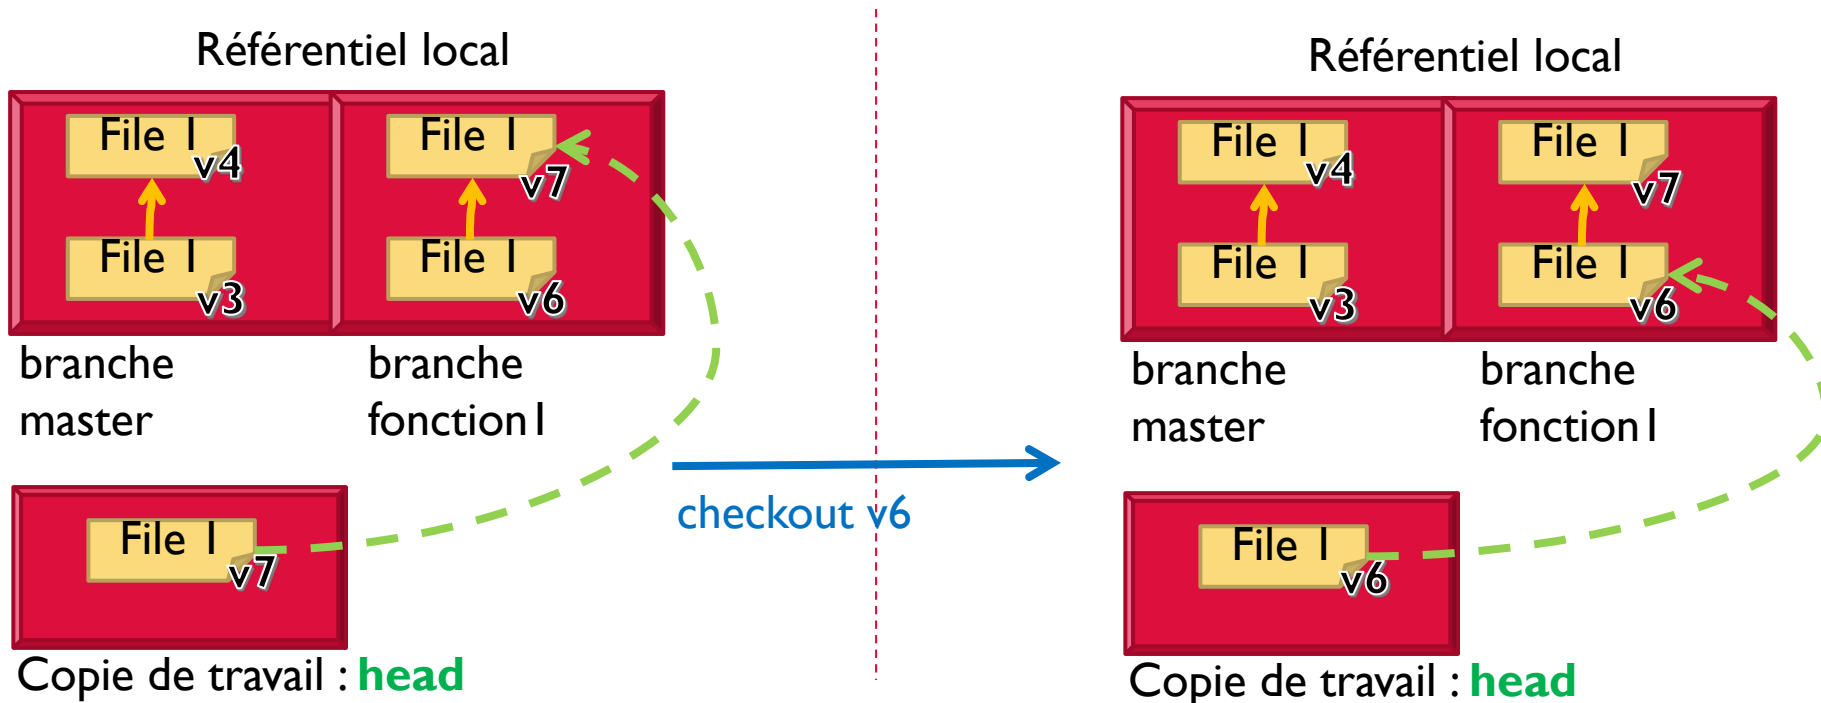 Référentiel local
File 1
v4
File 1
v7
File 1
v3
File 1
v6
branche
master
branche
fonction1
File 1
v7
Copie de travail : head
checkout v6
Référentiel local
File 1
v4
File 1
v7
File 1
v3
File 1
v6
branche
master
branche
fonction1
File 1
v6
Copie de travail : head